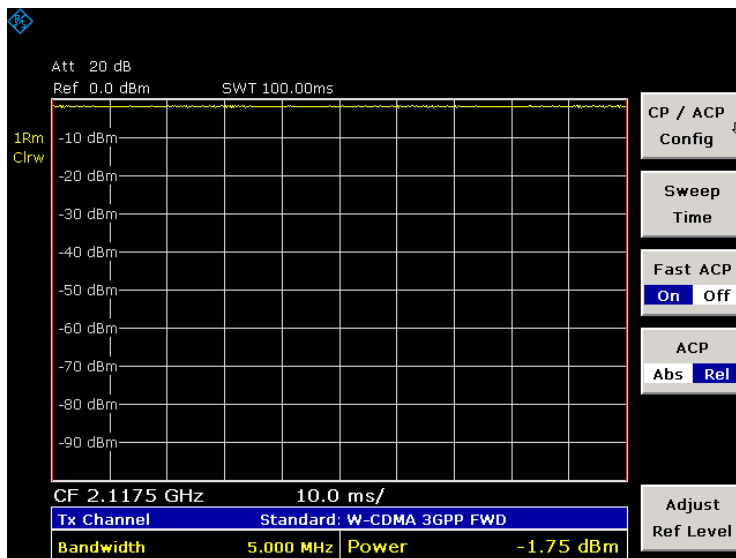 Att 20 dB
Ref 0.0 dBm SWT 100.00ms
1Rm
Clrw
-10 dBm
-20 dBm
-30 dBm
-40 dBm
-50 dBm
-60 dBm
-70 dBm
-80 dBm
-90 dBm
CF 2.1175 GHz 10.0 ms/
Tx Channel Standard: W-CDMA 3GPP FWD
Bandwidth 5.000 MHz Power -1.75 dBm
CP / ACP
Config
Sweep
Time
Fast ACP
On Off
ACP
Abs Rel
Adjust
Ref Level